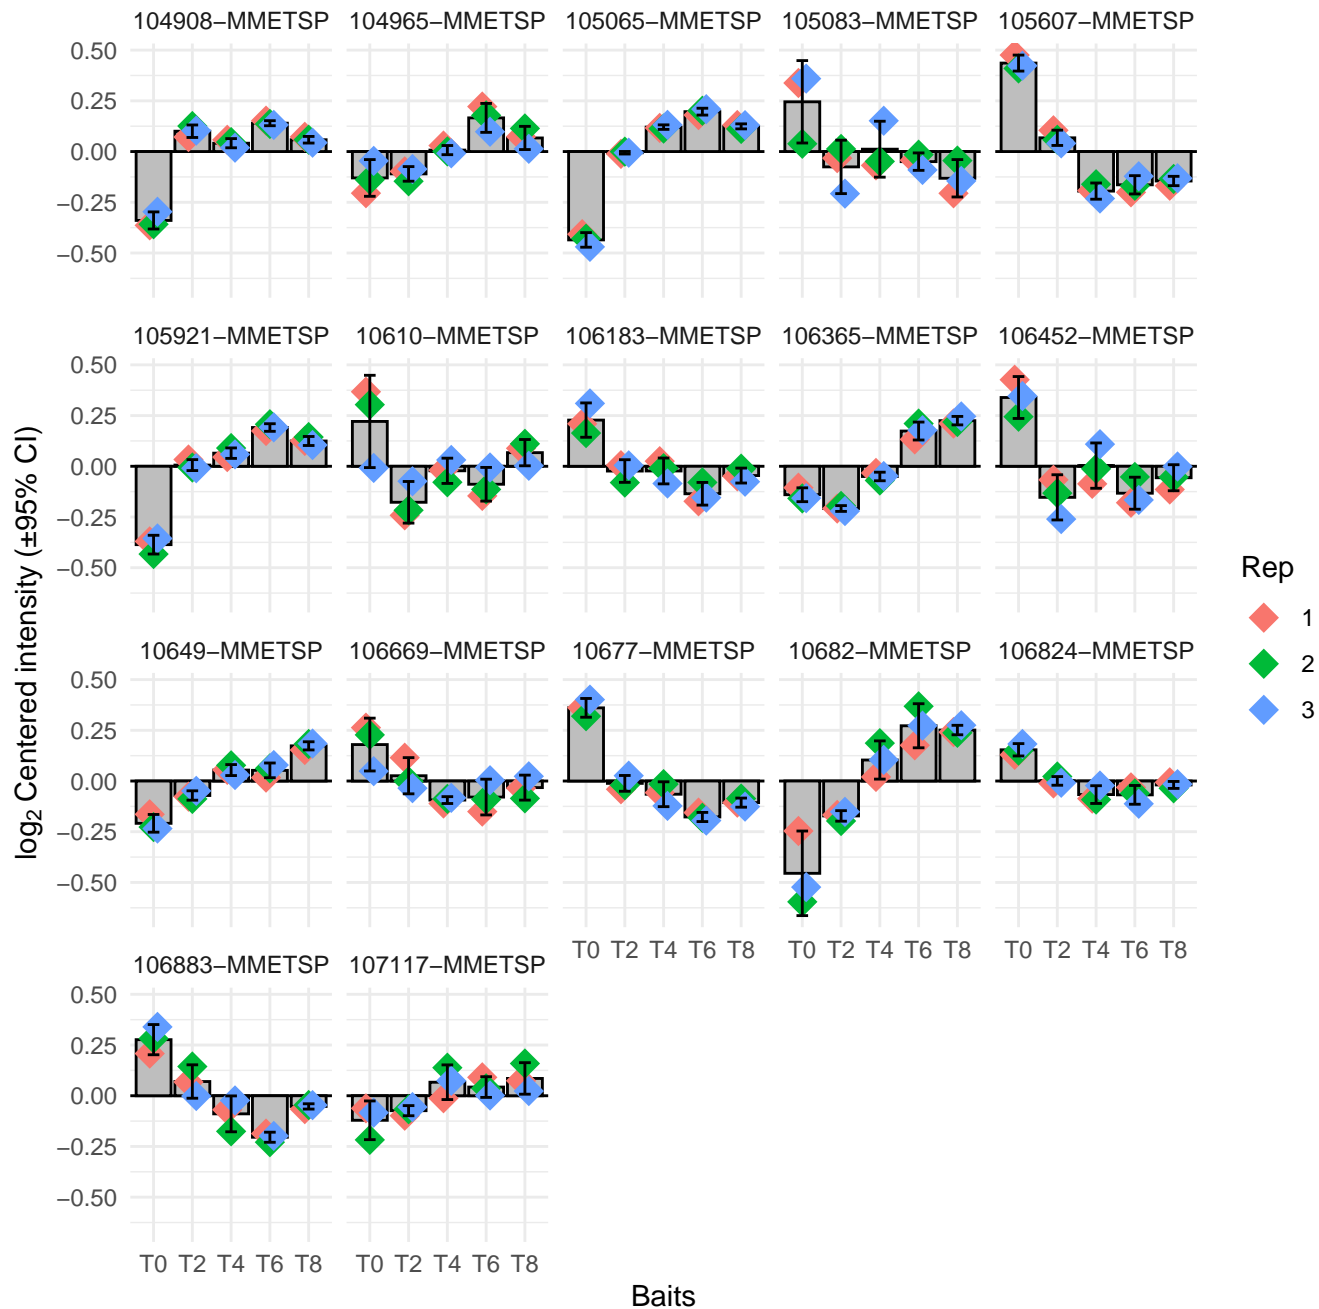 104908−MMETSP 104965−MMETSP 105065−MMETSP 105083−MMETSP 105607−MMETSP
0.50
0.25
0.00
−0.25
−0.50
105921−MMETSP 10610−MMETSP 106183−MMETSP 106365−MMETSP 106452−MMETSP
0.50
0.25
0.00
−0.25
−0.50
10649−MMETSP 106669−MMETSP 10677−MMETSP 10682−MMETSP 106824−MMETSP
0.50
0.25
0.00
−0.25
−0.50
T0 T2 T4 T6 T8 T0 T2 T4 T6 T8 T0 T2 T4 T6 T8
106883−MMETSP 107117−MMETSP
0.50
0.25
0.00
−0.25
−0.50
T0 T2 T4 T6 T8 T0 T2 T4 T6 T8
Baits
log2 Centered intensity (±95% CI)
Rep
1
2
3